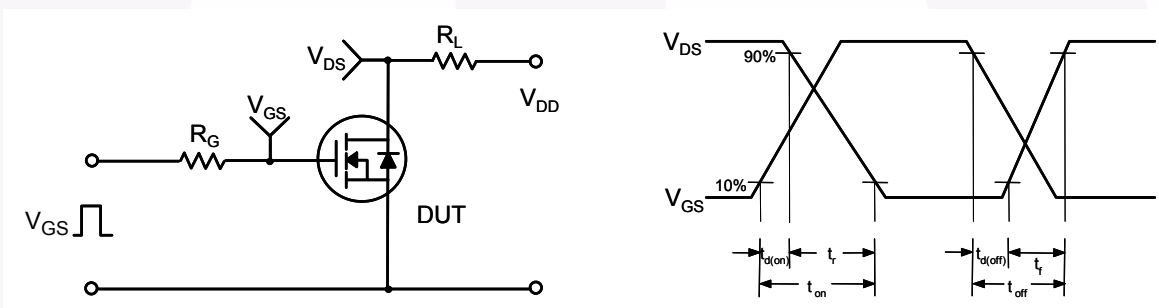 R_L
V_DS
V_DD
V_GS
R_G
V_GS
DUT
V_DS
90%
10%
V_GS
t_d(on)
t_r
t_d(off)
t_f
t_on
t_off